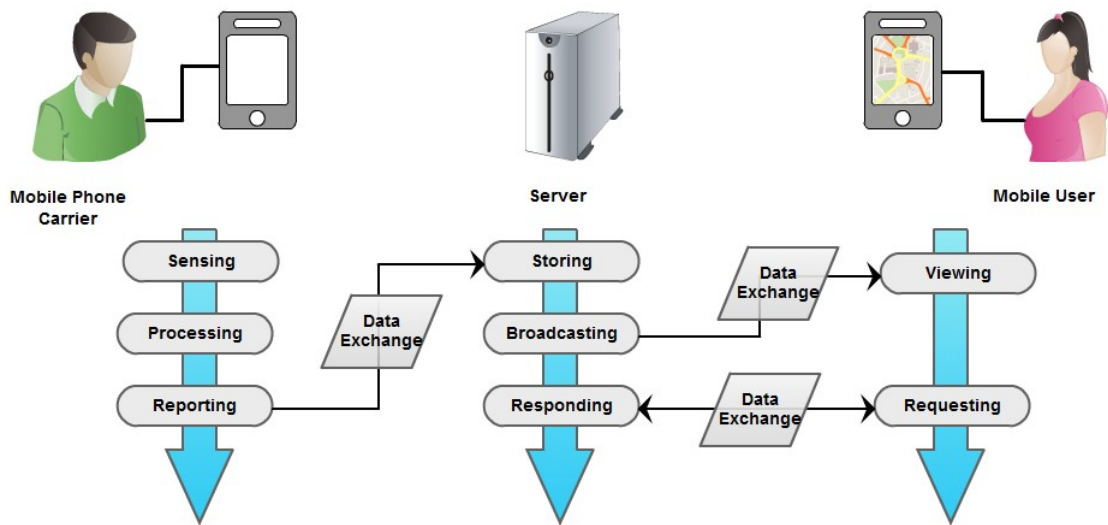 Mobile Phone
Carrier
Server
Mobile User
Sensing
Processing
Reporting
Data
Exchange
Storing
Broadcasting
Responding
Data
Exchange
Data
Exchange
Viewing
Requesting